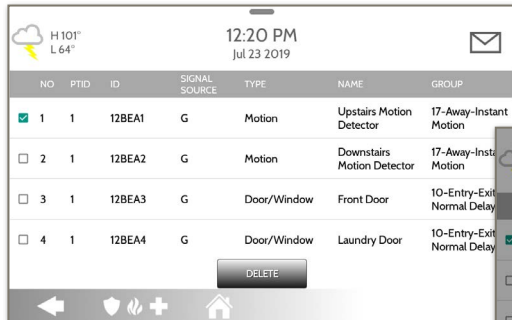 H 101°
L 64°
12:20 PM
Jul 23 2019
NO PTID ID SIGNAL SOURCE TYPE NAME GROUP
1 1 12BEA1 G Motion Upstairs Motion Detector 17-Away-Instant Motion
2 1 12BEA2 G Motion Downstairs Motion Detector 17-Away-Insta Motion
3 1 12BEA3 G Door/Window Front Door 10-Entry-Exit Normal Delay
4 1 12BEA4 G Door/Window Laundry Door 10-Entry-Exit Normal Delay
DELETE